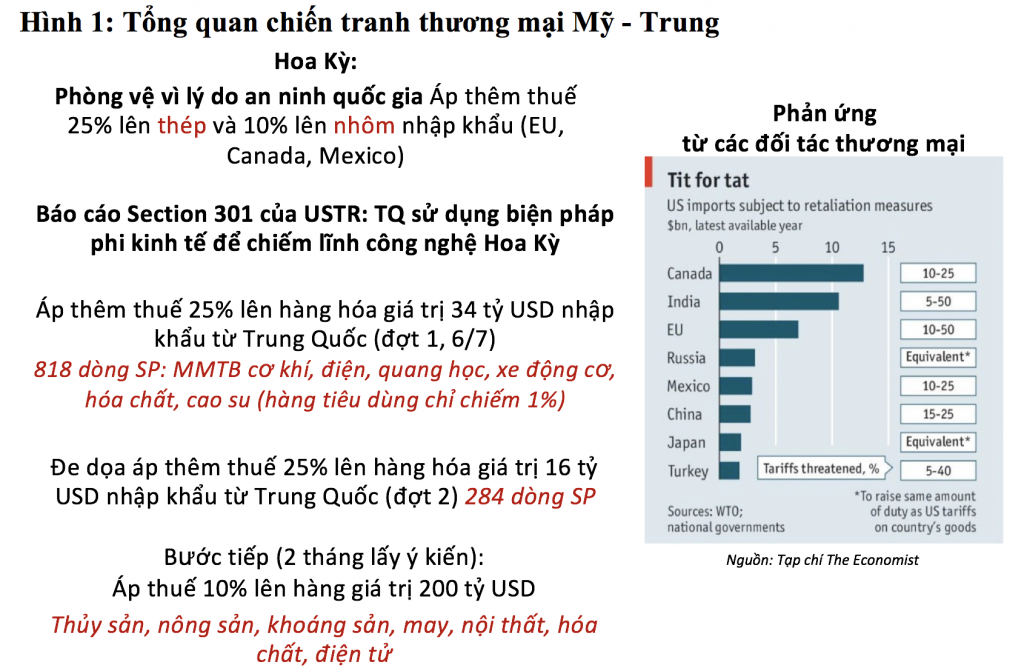 Hình 1: Tổng quan chiến tranh thương mại Mỹ - Trung
Hoa Kỳ:
Phòng vệ vì lý do an ninh quốc gia Áp thêm thuế
25% lên thép và 10% lên nhôm nhập khẩu (EU,
Canada, Mexico)
Báo cáo Section 301 của USTR: TQ sử dụng biện pháp
phi kinh tế để chiếm lĩnh công nghệ Hoa Kỳ
Áp thêm thuế 25% lên hàng hóa giá trị 34 tỷ USD nhập
khẩu từ Trung Quốc (đợt 1, 6/7)
818 dòng SP: MMTB cơ khí, điện, quang học, xe động cơ,
hóa chất, cao su (hàng tiêu dùng chỉ chiếm 1%)
Đe dọa áp thêm thuế 25% lên hàng hóa giá trị 16 tỷ
USD nhập khẩu từ Trung Quốc (đợt 2) 284 dòng SP
Bước tiếp (2 tháng lấy ý kiến):
Áp thuế 10% lên hàng giá trị 200 tỷ USD
Thủy sản, nông sản, khoáng sản, may, nội thất, hóa
chất, điện tử
Phản ứng
từ các đối tác thương mại
Tit for tat
US imports subject to retaliation measures
$bn, latest available year
0 5 10 15
Canada 10-25
India 5-50
EU 10-50
Russia Equivalent*
Mexico 10-25
China 15-25
Japan Equivalent*
Turkey Tariffs threatened, % 5-40
*To raise same amount
of duty as US tariffs
on country's goods
Sources: WTO;
national governments
Nguồn: Tạp chí The Economist